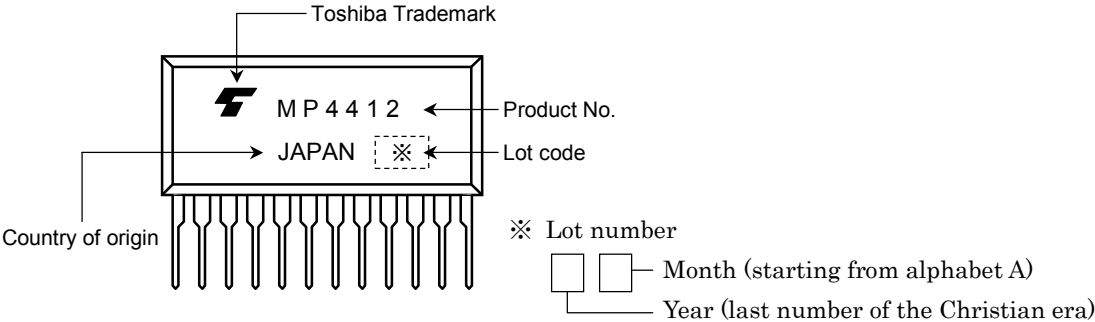 Toshiba Trademark
MP4412
Product No.
JAPAN ※
Lot code
Country of origin
※ Lot number
Month (starting from alphabet A)
Year (last number of the Christian era)